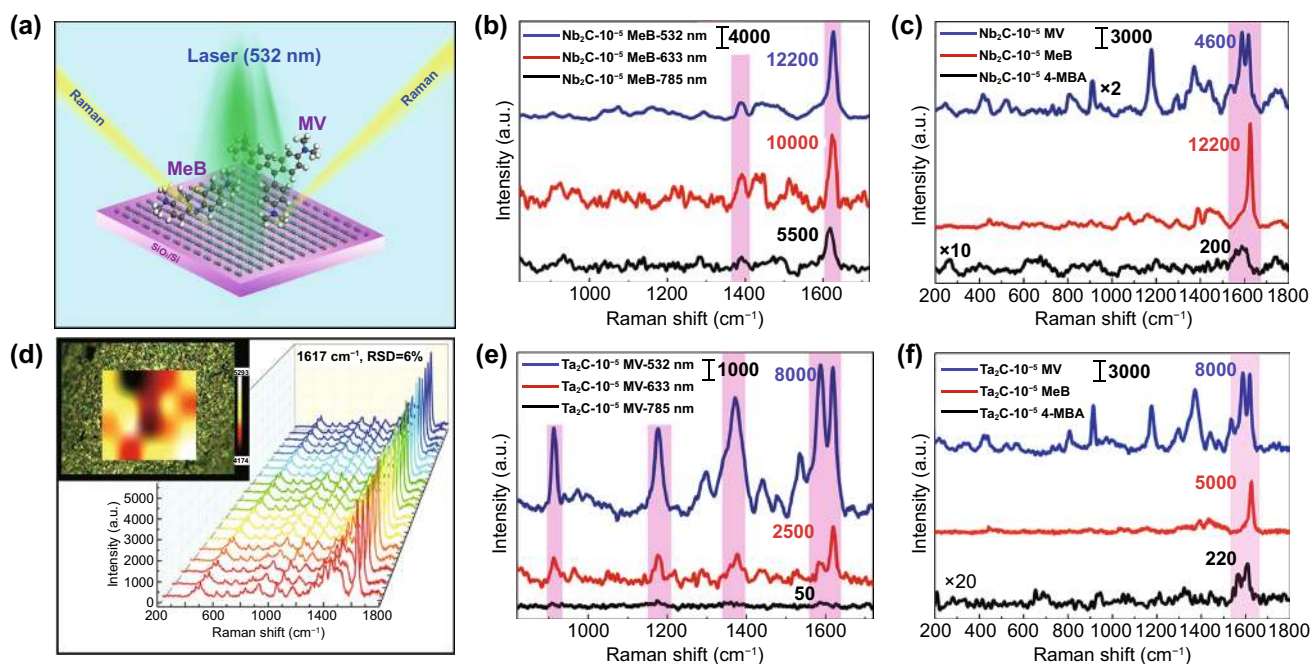 (a)
Laser (532 nm)
Raman
Raman
MV
MeB
SiO₂/Si
(b)
Nb₂C-10⁻⁵ MeB-532 nm
Nb₂C-10⁻⁵ MeB-633 nm
Nb₂C-10⁻⁵ MeB-785 nm
4000
12200
10000
5500
Intensity (a.u.)
1000 1200 1400 1600
Raman shift (cm⁻¹)
(c)
Nb₂C-10⁻⁵ MV
Nb₂C-10⁻⁵ MeB
Nb₂C-10⁻⁵ 4-MBA
3000
4600
×2
12200
×10
200
Intensity (a.u.)
200 400 600 800 1000 1200 1400 1600 1800
Raman shift (cm⁻¹)
(d)
1617 cm⁻¹, RSD=6%
5293
4174
5000
4000
3000
2000
1000
0
Intensity (a.u.)
200 600 1000 1400 1800
Raman shift (cm⁻¹)
(e)
Ta₂C-10⁻⁵ MV-532 nm
Ta₂C-10⁻⁵ MV-633 nm
Ta₂C-10⁻⁵ MV-785 nm
1000
8000
2500
50
Intensity (a.u.)
1000 1200 1400 1600
Raman shift (cm⁻¹)
(f)
Ta₂C-10⁻⁵ MV
Ta₂C-10⁻⁵ MeB
Ta₂C-10⁻⁵ 4-MBA
3000
8000
5000
220
×20
Intensity (a.u.)
200 400 600 800 1000 1200 1400 1600 1800
Raman shift (cm⁻¹)